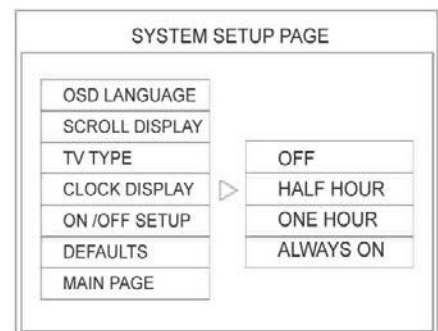 SYSTEM SETUP PAGE
OSD LANGUAGE
SCROLL DISPLAY
TV TYPE
CLOCK DISPLAY
ON /OFF SETUP
DEFAULTS
MAIN PAGE
OFF
HALF HOUR
ONE HOUR
ALWAYS ON